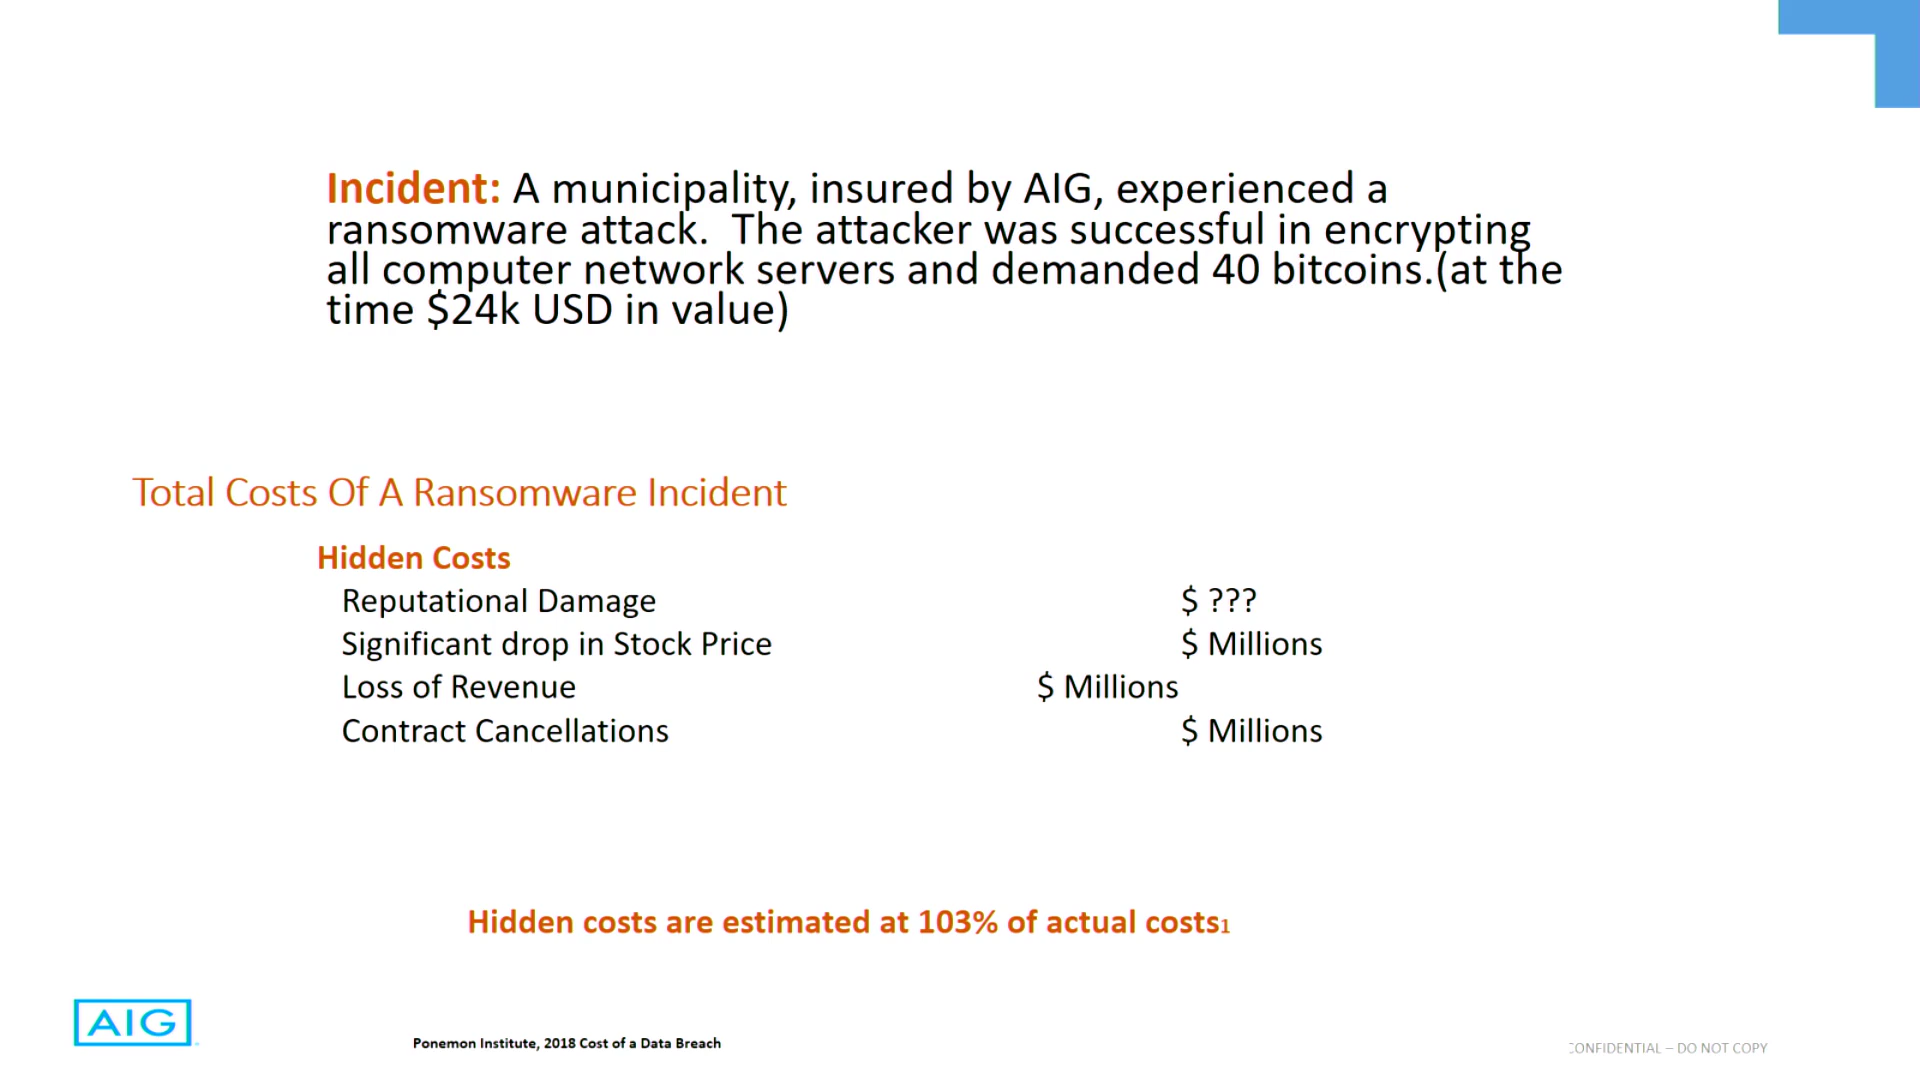 Incident: A municipality, insured by AIG, experienced a
ransomware attack.  The attacker was successful in encrypting
all computer network servers and demanded 40 bitcoins.(at the
time $24k USD in value)
Total Costs Of A Ransomware Incident
Hidden Costs
Reputational Damage $ ???
Significant drop in Stock Price $ Millions
Loss of Revenue $ Millions
Contract Cancellations $ Millions
Hidden costs are estimated at 103% of actual costs1
AIG
Ponemon Institute, 2018 Cost of a Data Breach
CONFIDENTIAL – DO NOT COPY